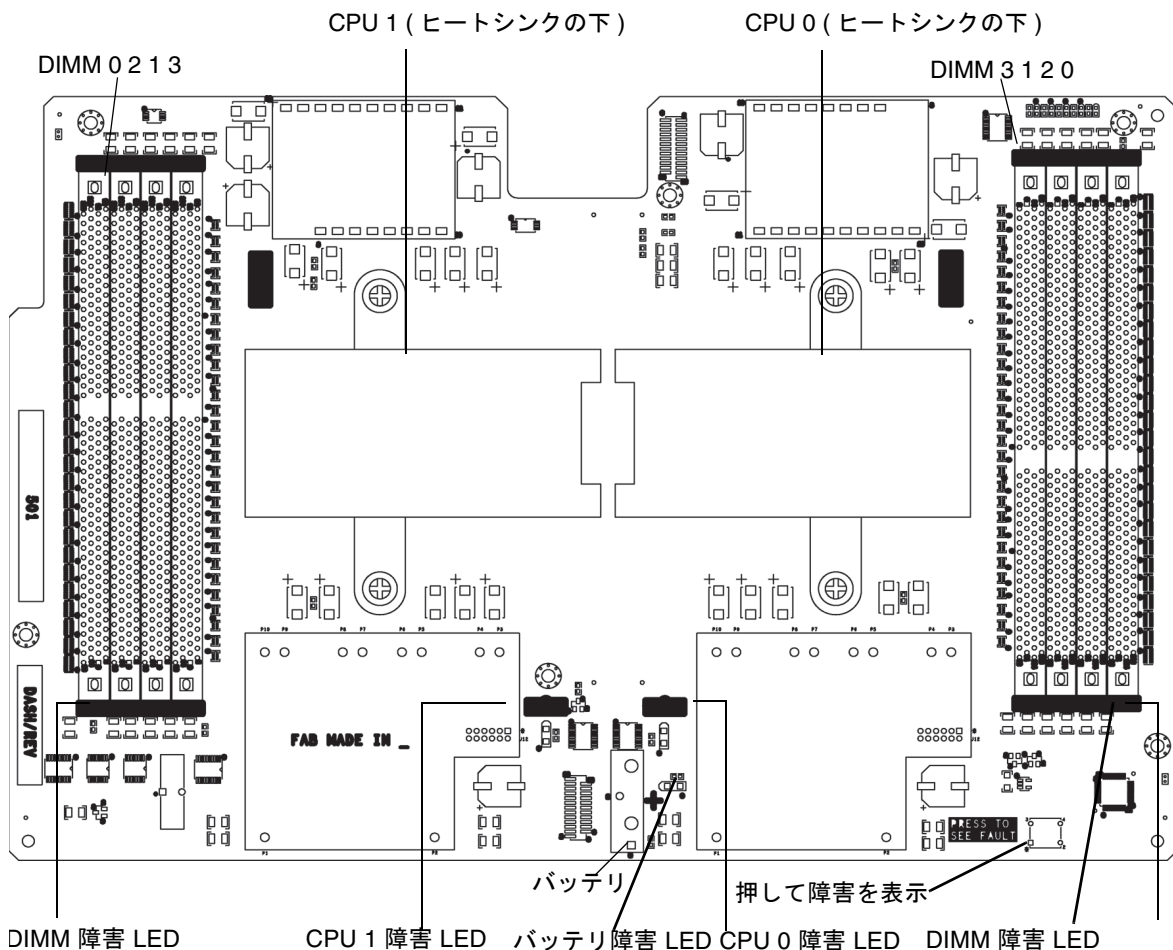 CPU 1 ( ヒートシンクの下 )
CPU 0 ( ヒートシンクの下 )
DIMM 0 2 1 3
DIMM 3 1 2 0
501
DASH/REV
FAB MADE IN _
PRESS TO
SEE FAULT
バッテリ
押して障害を表示
DIMM 障害 LED
CPU 1 障害 LED
バッテリ障害 LED
CPU 0 障害 LED
DIMM 障害 LED